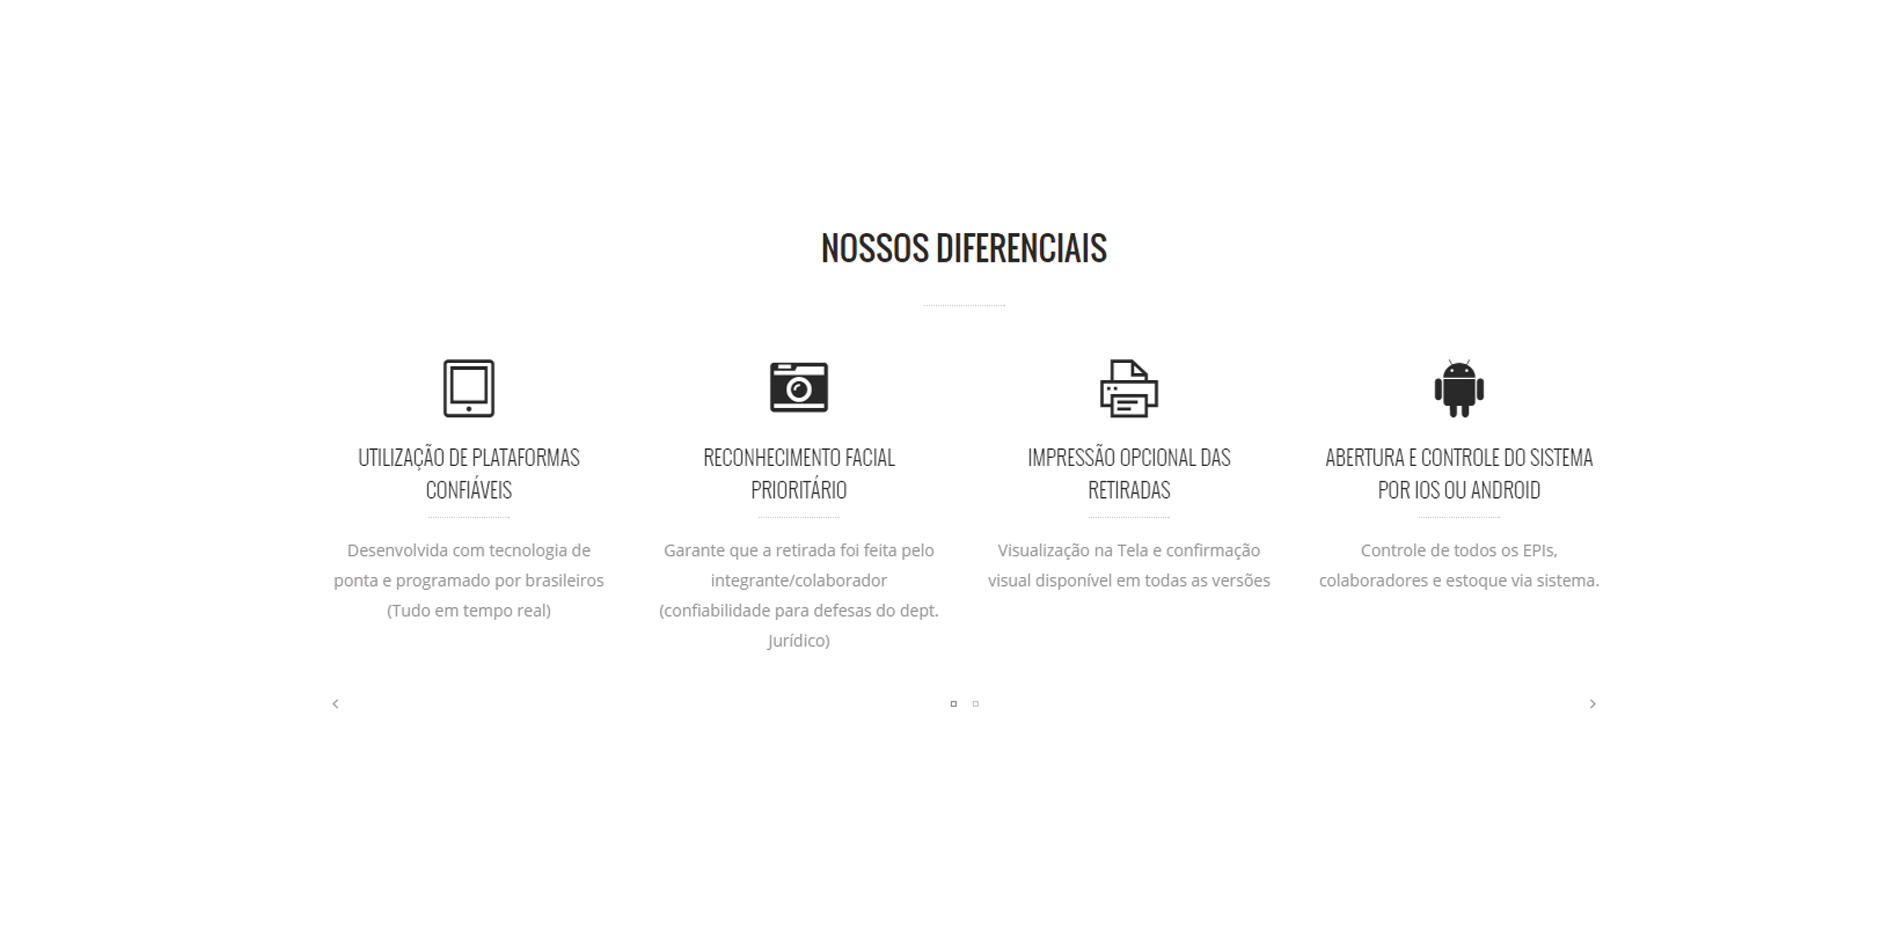 NOSSOS DIFERENCIAIS
UTILIZAÇÃO DE PLATAFORMAS
CONFIÁVEIS
Desenvolvida com tecnologia de
ponta e programado por brasileiros
(Tudo em tempo real)
RECONHECIMENTO FACIAL
PRIORITÁRIO
Garante que a retirada foi feita pelo
integrante/colaborador
(confiabilidade para defesas do dept.
Jurídico)
IMPRESSÃO OPCIONAL DAS
RETIRADAS
Visualização na Tela e confirmação
visual disponível em todas as versões
ABERTURA E CONTROLE DO SISTEMA
POR IOS OU ANDROID
Controle de todos os EPIs,
colaboradores e estoque via sistema.